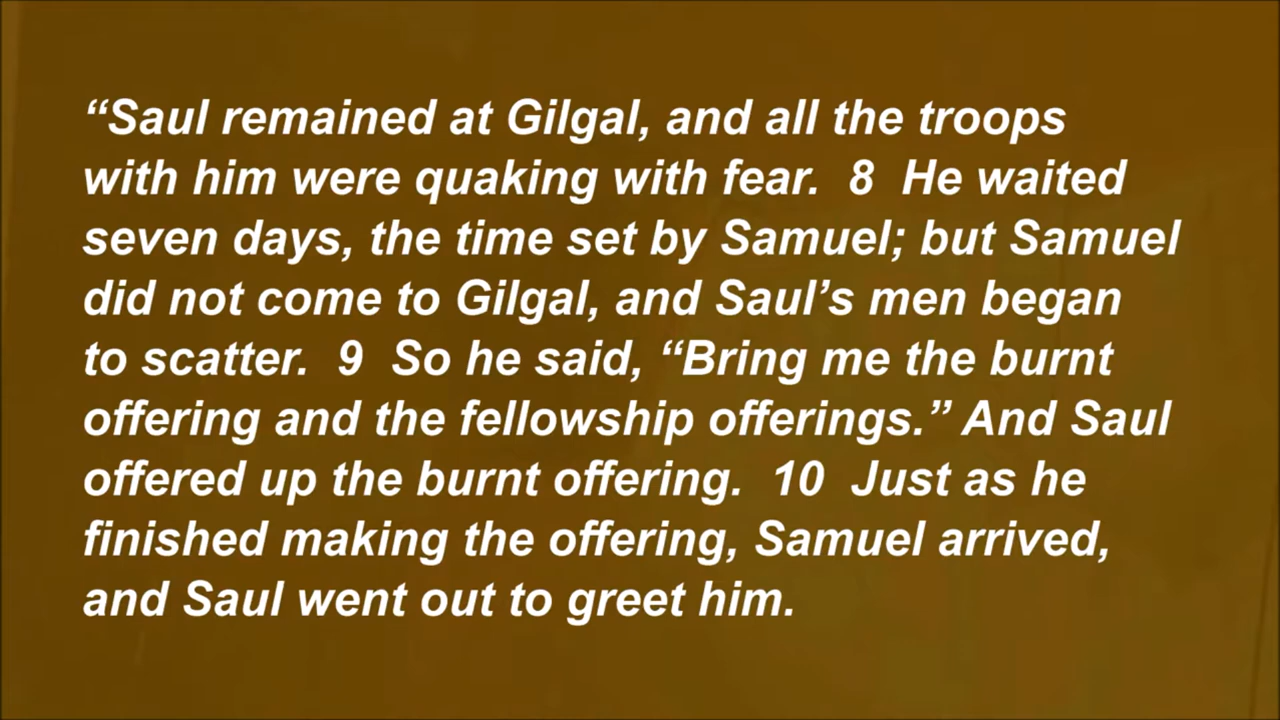 “Saul remained at Gilgal, and all the troops
with him were quaking with fear.  8  He waited
seven days, the time set by Samuel; but Samuel
did not come to Gilgal, and Saul’s men began
to scatter.  9  So he said, “Bring me the burnt
offering and the fellowship offerings.” And Saul
offered up the burnt offering.  10  Just as he
finished making the offering, Samuel arrived,
and Saul went out to greet him.